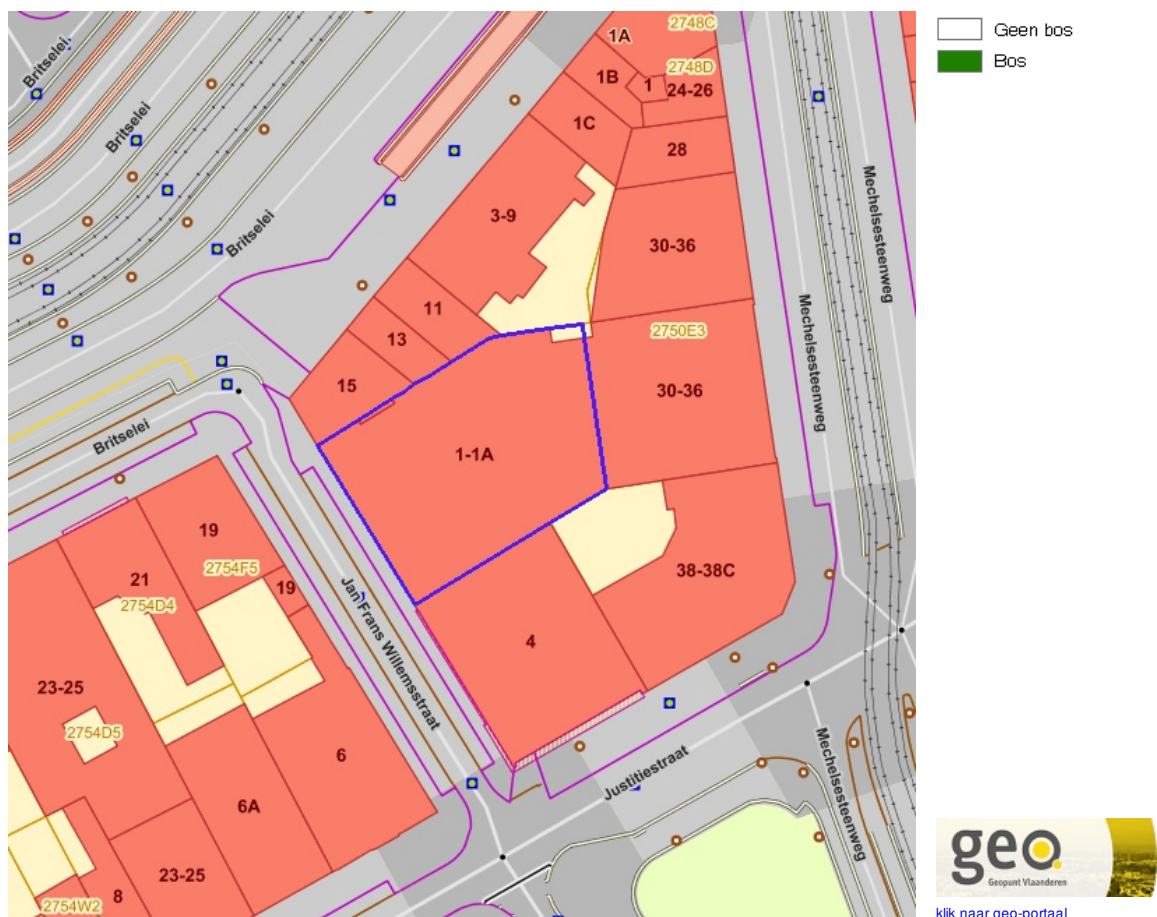 Geen bos
Bos
2748C
1A
Britselei
1B
2748D
1
24-26
Britselei
1C
28
Mechelsesteenweg
3-9
Britselei
30-36
11
Mechelsesteenweg
13
2750E3
15
30-36
Britselei
1-1A
19
2754F5
21
19
38-38C
2754D4
Jan Frans Willemsstraat
4
23-25
2754D5
6
Justitiestraat
Mechelsesteenweg
6A
23-25
8
2754W2
geo
Geopunt Vlaanderen
klik naar geo-portaal